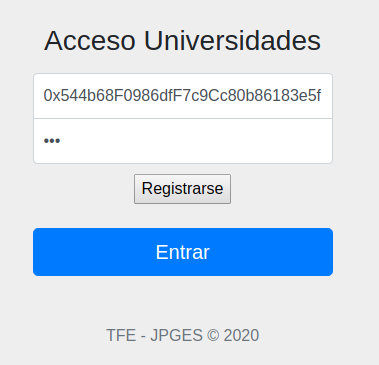 Acceso Universidades
0x544b68F0986dfF7c9Cc80b86183e5f
•••
Registrarse
Entrar
TFE - JPGES © 2020